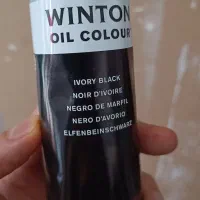 WINTON
OIL COLOUR
IVORY BLACK
NOIR D'IVOIRE
NEGRO DE MARFIL
NERO D'AVORIO
ELFENBEINSCHWARZ